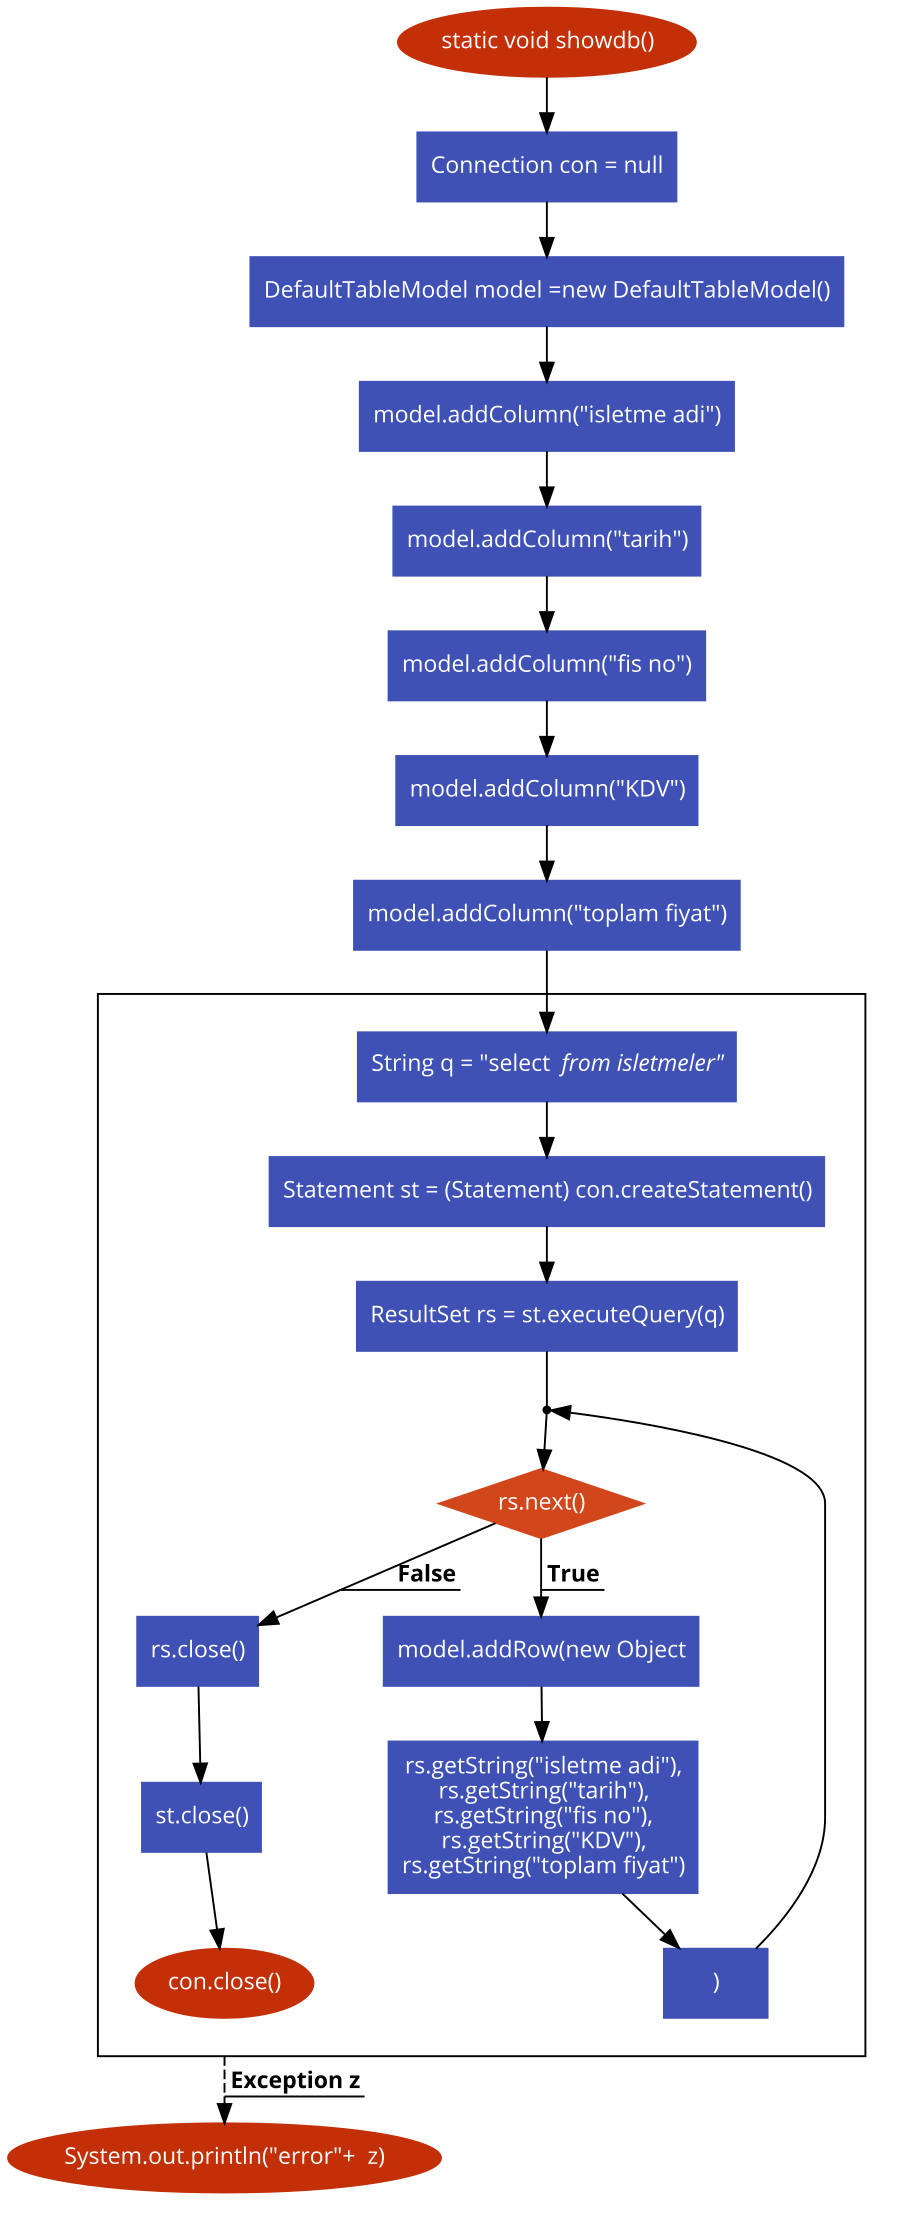 static void showdb()
Connection con = null
DefaultTableModel model =new DefaultTableModel()
model.addColumn("isletme adi")
model.addColumn("tarih")
model.addColumn("fis no")
model.addColumn("KDV")
model.addColumn("toplam fiyat")
String q = "select  from isletmeler"
Statement st = (Statement) con.createStatement()
ResultSet rs = st.executeQuery(q)
rs.next()
False
True
rs.close()
model.addRow(new Object
rs.getString("isletme adi"),
rs.getString("tarih"),
rs.getString("fis no"),
rs.getString("KDV"),
rs.getString("toplam fiyat")
st.close()
con.close()
)
Exception z
System.out.println("error"+  z)